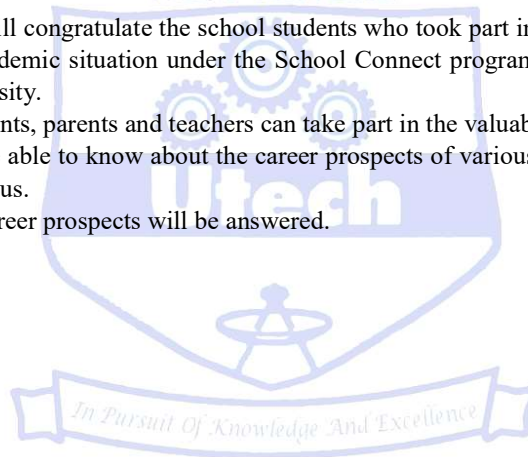 ll congratulate the school students who took part in
demic situation under the School Connect program
sity.
nts, parents and teachers can take part in the valuab
able to know about the career prospects of various
us.
reer prospects will be answered.
Utech
In Pursuit Of Knowledge And Excellence